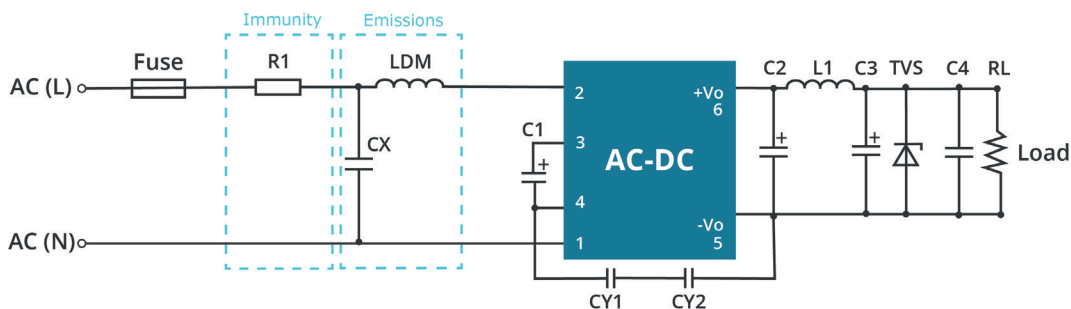 Immunity
Emissions
Fuse
R1
LDM
C2
L1
C3
TVS
C4
RL
AC (L)
2
+Vo
6
C1
+
3
CX
+
+
AC-DC
Load
4
AC (N)
1
-Vo
5
CY1
CY2